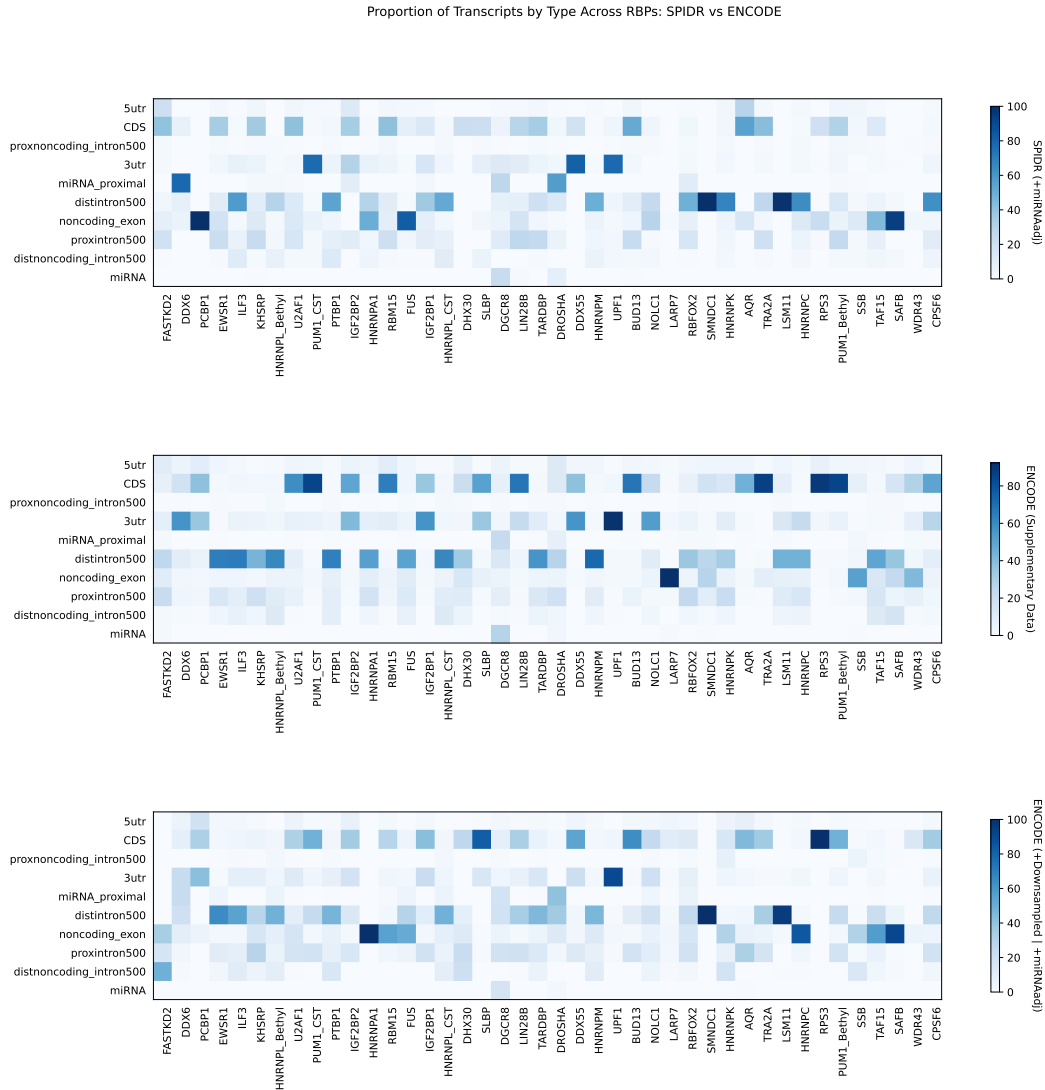 Proportion of Transcripts by Type Across RBPs: SPIDR vs ENCODE
5utr
CDS
proxnoncoding_intron500
3utr
miRNA_proximal
distintron500
noncoding_exon
proxintron500
distnoncoding_intron500
miRNA
FASTKD2
DDX6
PCBP1
EWSR1
ILF3
KHSRP
HNRNPL_Bethyl
U2AF1
PUM1_CST
PTBP1
IGF2BP2
HNRNPA1
RBM15
FUS
IGF2BP1
HNRNPL_CST
DHX30
SLBP
DGCR8
LIN28B
TARDBP
DROSHA
DDX55
HNRNPM
UPF1
BUD13
NOLC1
LARP7
RBFOX2
SMNDC1
HNRNPK
AQR
TRA2A
LSM11
HNRNPC
RPS3
PUM1_Bethyl
SSB
TAF15
SAFB
WDR43
CPSF6
100
80
60
40
20
0
SPIDR (+miRNAadj)
5utr
CDS
proxnoncoding_intron500
3utr
miRNA_proximal
distintron500
noncoding_exon
proxintron500
distnoncoding_intron500
miRNA
FASTKD2
DDX6
PCBP1
EWSR1
ILF3
KHSRP
HNRNPL_Bethyl
U2AF1
PUM1_CST
PTBP1
IGF2BP2
HNRNPA1
RBM15
FUS
IGF2BP1
HNRNPL_CST
DHX30
SLBP
DGCR8
LIN28B
TARDBP
DROSHA
DDX55
HNRNPM
UPF1
BUD13
NOLC1
LARP7
RBFOX2
SMNDC1
HNRNPK
AQR
TRA2A
LSM11
HNRNPC
RPS3
PUM1_Bethyl
SSB
TAF15
SAFB
WDR43
CPSF6
80
60
40
20
0
ENCODE (Supplementary Data)
5utr
CDS
proxnoncoding_intron500
3utr
miRNA_proximal
distintron500
noncoding_exon
proxintron500
distnoncoding_intron500
miRNA
FASTKD2
DDX6
PCBP1
EWSR1
ILF3
KHSRP
HNRNPL_Bethyl
U2AF1
PUM1_CST
PTBP1
IGF2BP2
HNRNPA1
RBM15
FUS
IGF2BP1
HNRNPL_CST
DHX30
SLBP
DGCR8
LIN28B
TARDBP
DROSHA
DDX55
HNRNPM
UPF1
BUD13
NOLC1
LARP7
RBFOX2
SMNDC1
HNRNPK
AQR
TRA2A
LSM11
HNRNPC
RPS3
PUM1_Bethyl
SSB
TAF15
SAFB
WDR43
CPSF6
100
80
60
40
20
0
ENCODE (+Downsampled | +miRNAadj)